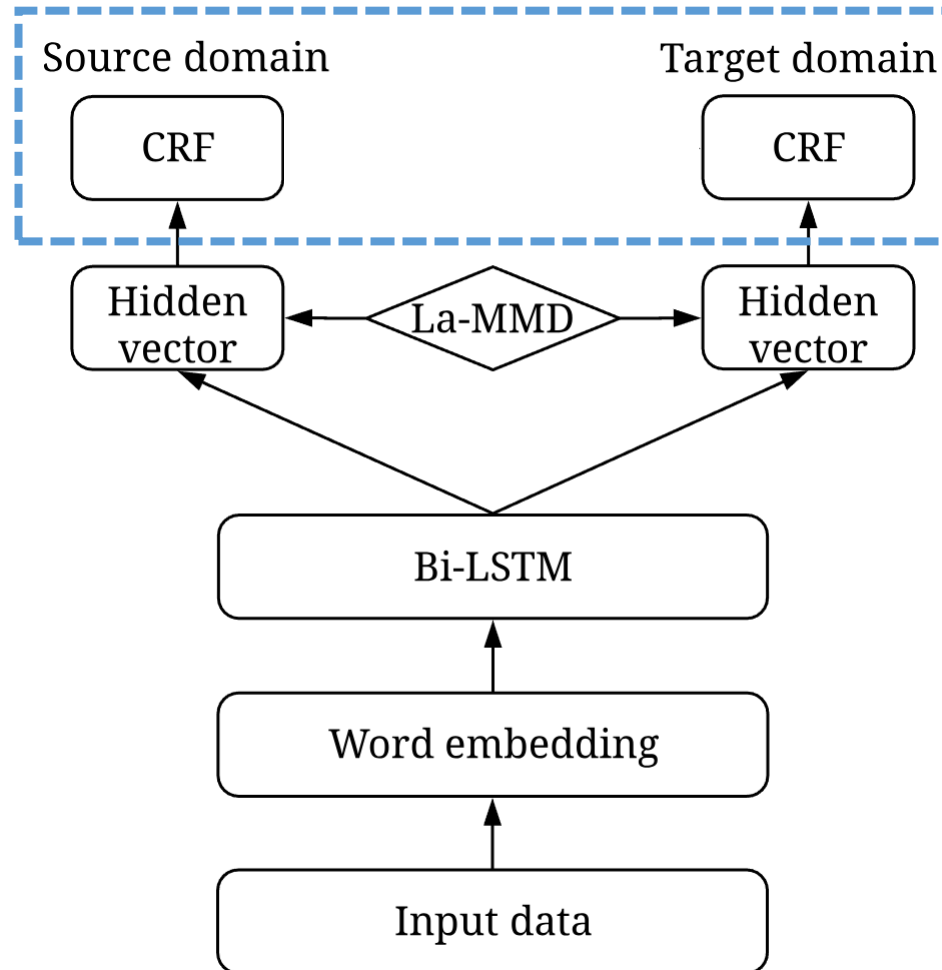 Source domain
Target domain
CRF
CRF
Hidden
vector
La-MMD
Hidden
vector
Bi-LSTM
Word embedding
Input data